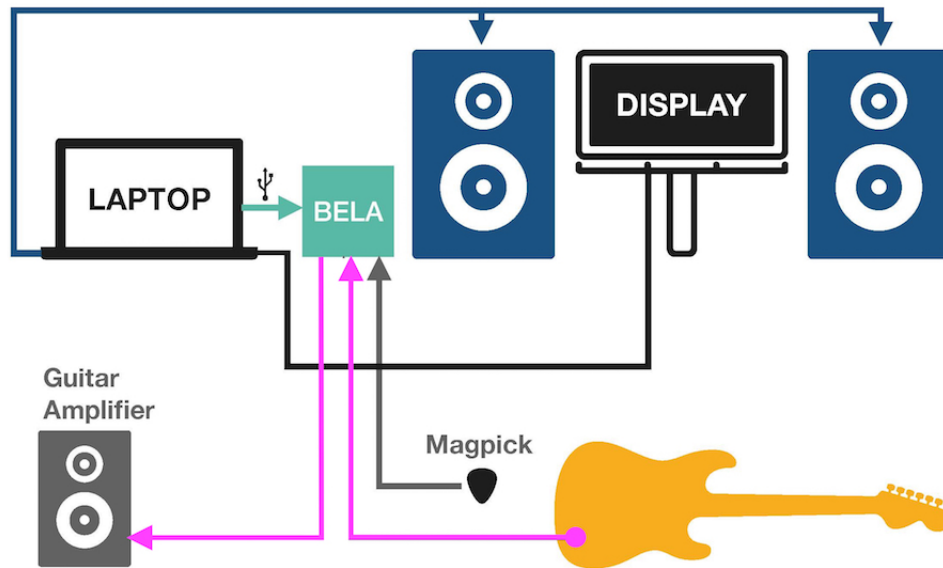 DISPLAY
LAPTOP
BELA
Guitar
Amplifier
Magpick